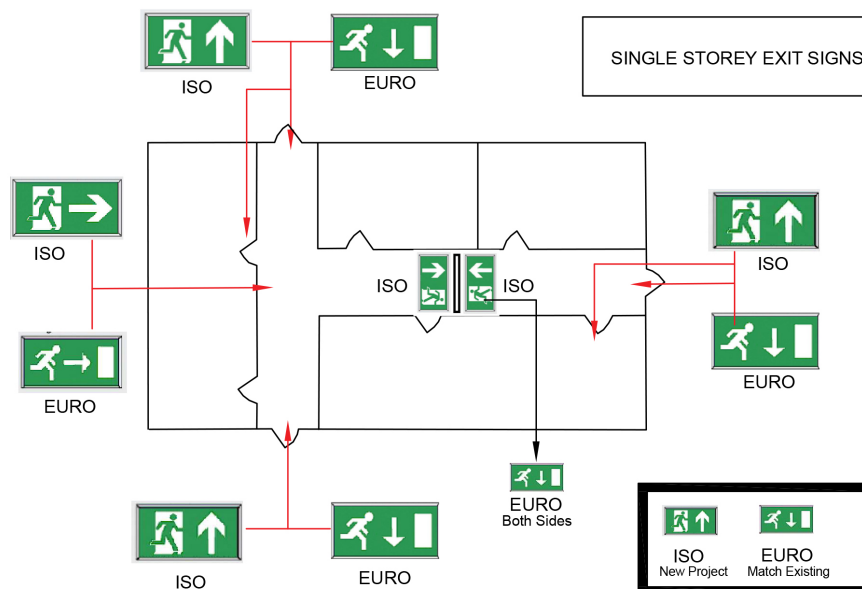 ISO
EURO
SINGLE STOREY EXIT SIGNS
ISO
EURO
ISO
ISO
ISO
EURO
EURO
Both Sides
ISO
EURO
ISO
New Project
EURO
Match Existing